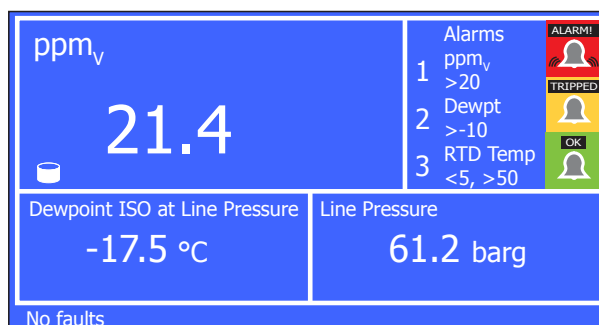 ppmv
21.4
Alarms
1 ppmv
>20
2 Dewpt
>-10
3 RTD Temp
<5, >50
ALARM!
TRIPPED
OK
Dewpoint ISO at Line Pressure
-17.5 °C
Line Pressure
61.2 barg
No faults